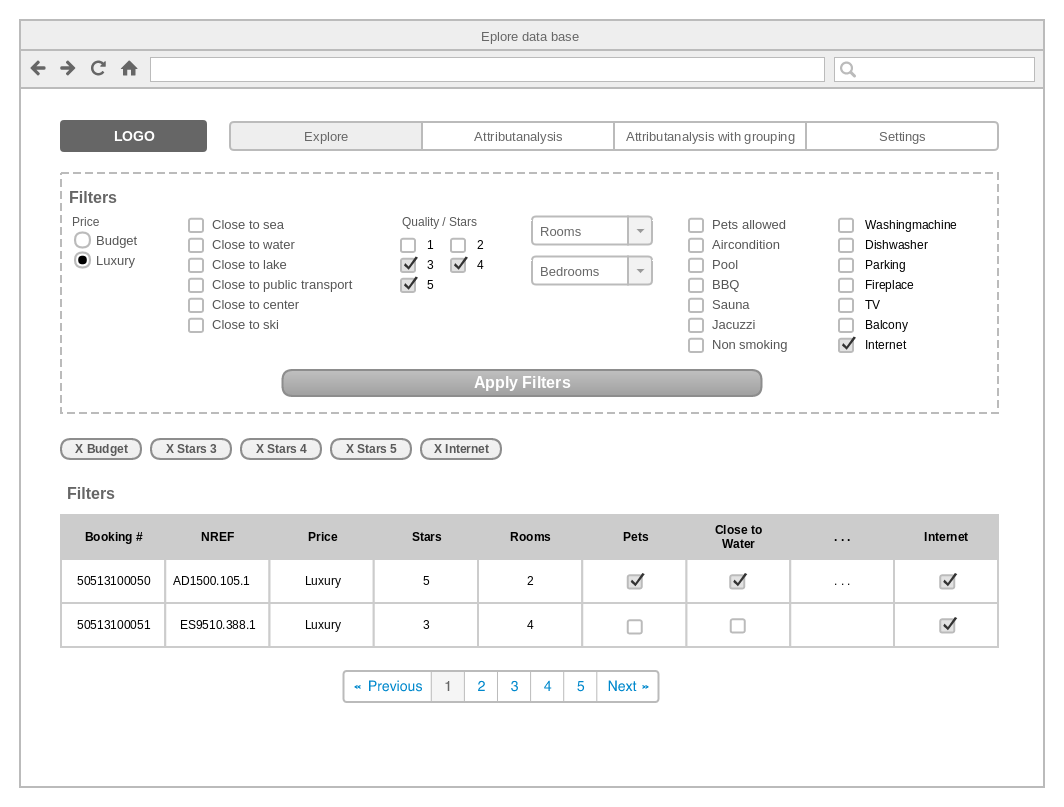 Eplore data base
LOGO
Explore Attributanalysis Attributanalysis with grouping Settings
Filters
Price
Budget
Luxury
Close to sea
Close to water
Close to lake
Close to public transport
Close to center
Close to ski
Quality / Stars
1 2
3 4
5
Rooms
Bedrooms
Pets allowed
Aircondition
Pool
BBQ
Sauna
Jacuzzi
Non smoking
Washingmachine
Dishwasher
Parking
Fireplace
TV
Balcony
Internet
Apply Filters
X Budget X Stars 3 X Stars 4 X Stars 5 X Internet
Filters
Booking # NREF Price Stars Rooms Pets Close to Water . . . Internet
50513100050 AD1500.105.1 Luxury 5 2 . . .
50513100051 ES9510.388.1 Luxury 3 4
« Previous 1 2 3 4 5 Next »